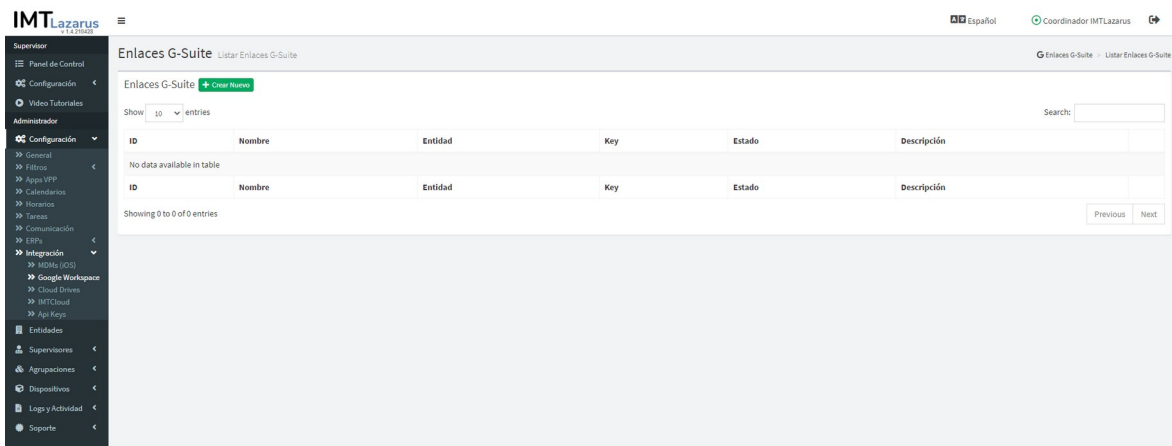 IMTLazarus
v 1.4.210428
Español
Coordinador IMTLazarus
Supervisor
Panel de Control
Configuración
Video Tutoriales
Administrador
Configuración
General
Filtros
Apps VPP
Calendarios
Horarios
Tareas
Comunicación
ERPs
Integración
MDMs (iOS)
Google Workspace
Cloud Drives
IMTCloud
Api Keys
Entidades
Supervisores
Agrupaciones
Dispositivos
Logs y Actividad
Soporte
Enlaces G-Suite Listar Enlaces G-Suite
Enlaces G-Suite > Listar Enlaces G-Suite
Enlaces G-Suite + Crear Nuevo
Show 10 entries
Search:
ID Nombre Entidad Key Estado Descripción
No data available in table
ID Nombre Entidad Key Estado Descripción
Showing 0 to 0 of 0 entries
Previous Next